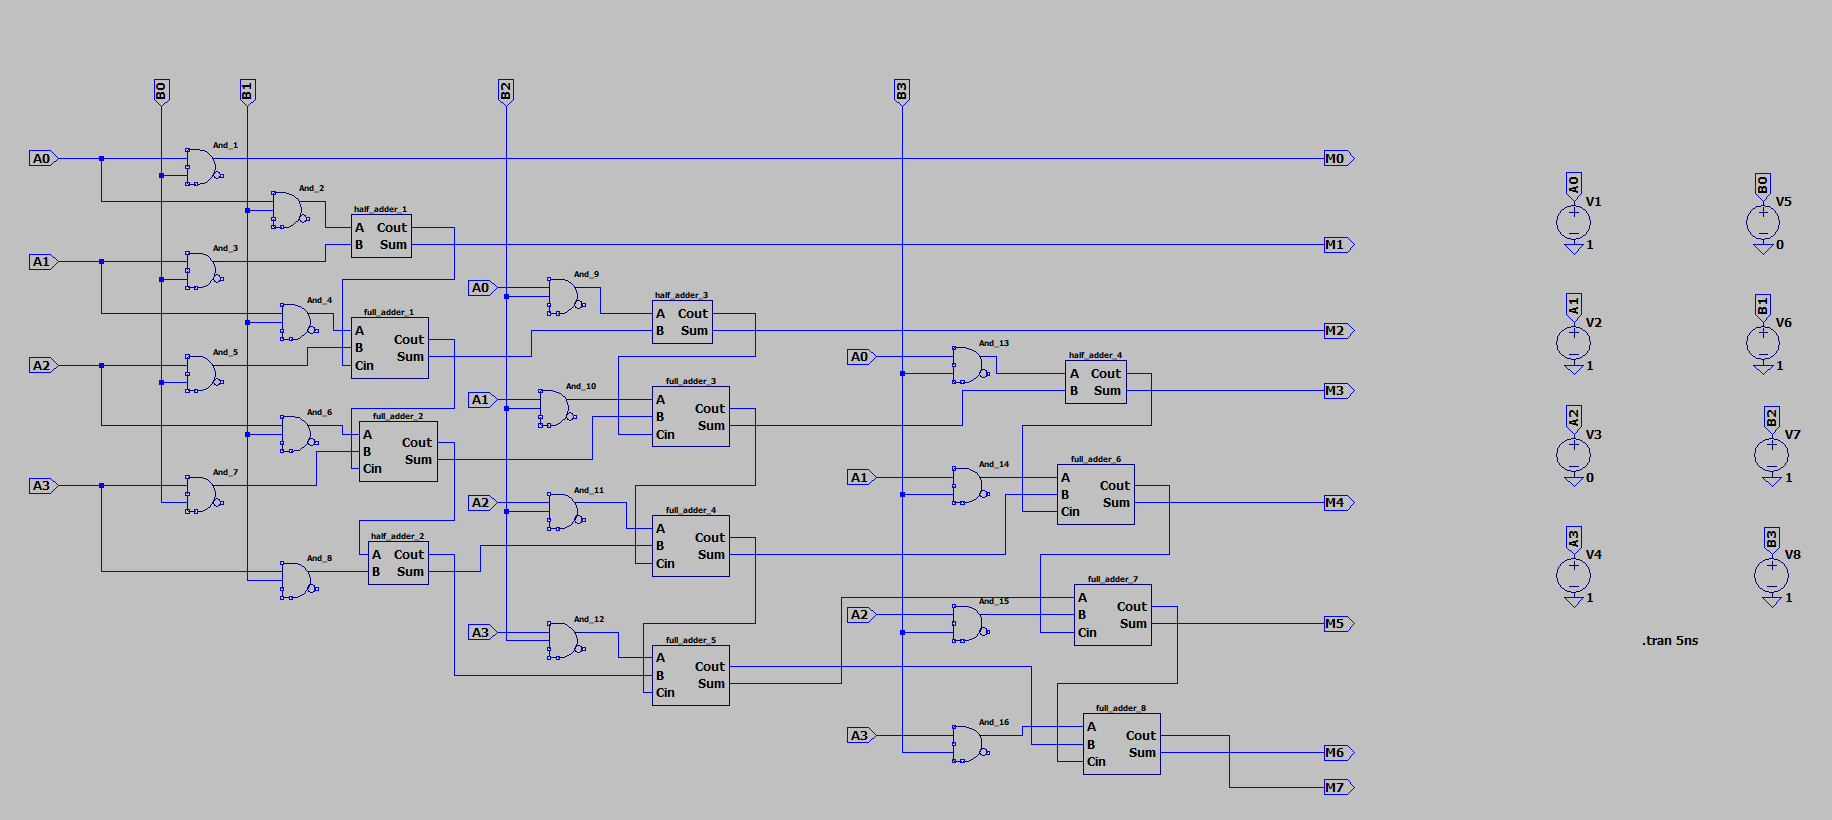 B0
B1
B2
B3
A0
And_1
M0
And_2
half_adder_1
A Cout
B Sum
M1
A1
And_3
And_4
full_adder_1
A Cout
B Sum
Cin
A2
And_5
And_6
full_adder_2
A Cout
B Sum
Cin
A3
And_7
And_8
half_adder_2
A Cout
B Sum
A0
And_9
half_adder_3
A Cout
B Sum
M2
A1
And_10
full_adder_3
A Cout
B Sum
Cin
A2
And_11
full_adder_4
A Cout
B Sum
Cin
A3
And_12
full_adder_5
A Cout
B Sum
Cin
A0
And_13
half_adder_4
A Cout
B Sum
M3
A1
And_14
full_adder_6
A Cout
B Sum
Cin
M4
A2
And_15
full_adder_7
A Cout
B Sum
Cin
M5
A3
And_16
full_adder_8
A Cout
B Sum
Cin
M6
M7
A0
V1
1
B0
V5
0
A1
V2
1
B1
V6
1
A2
V3
0
B2
V7
1
A3
V4
1
B3
V8
1
.tran 5ns